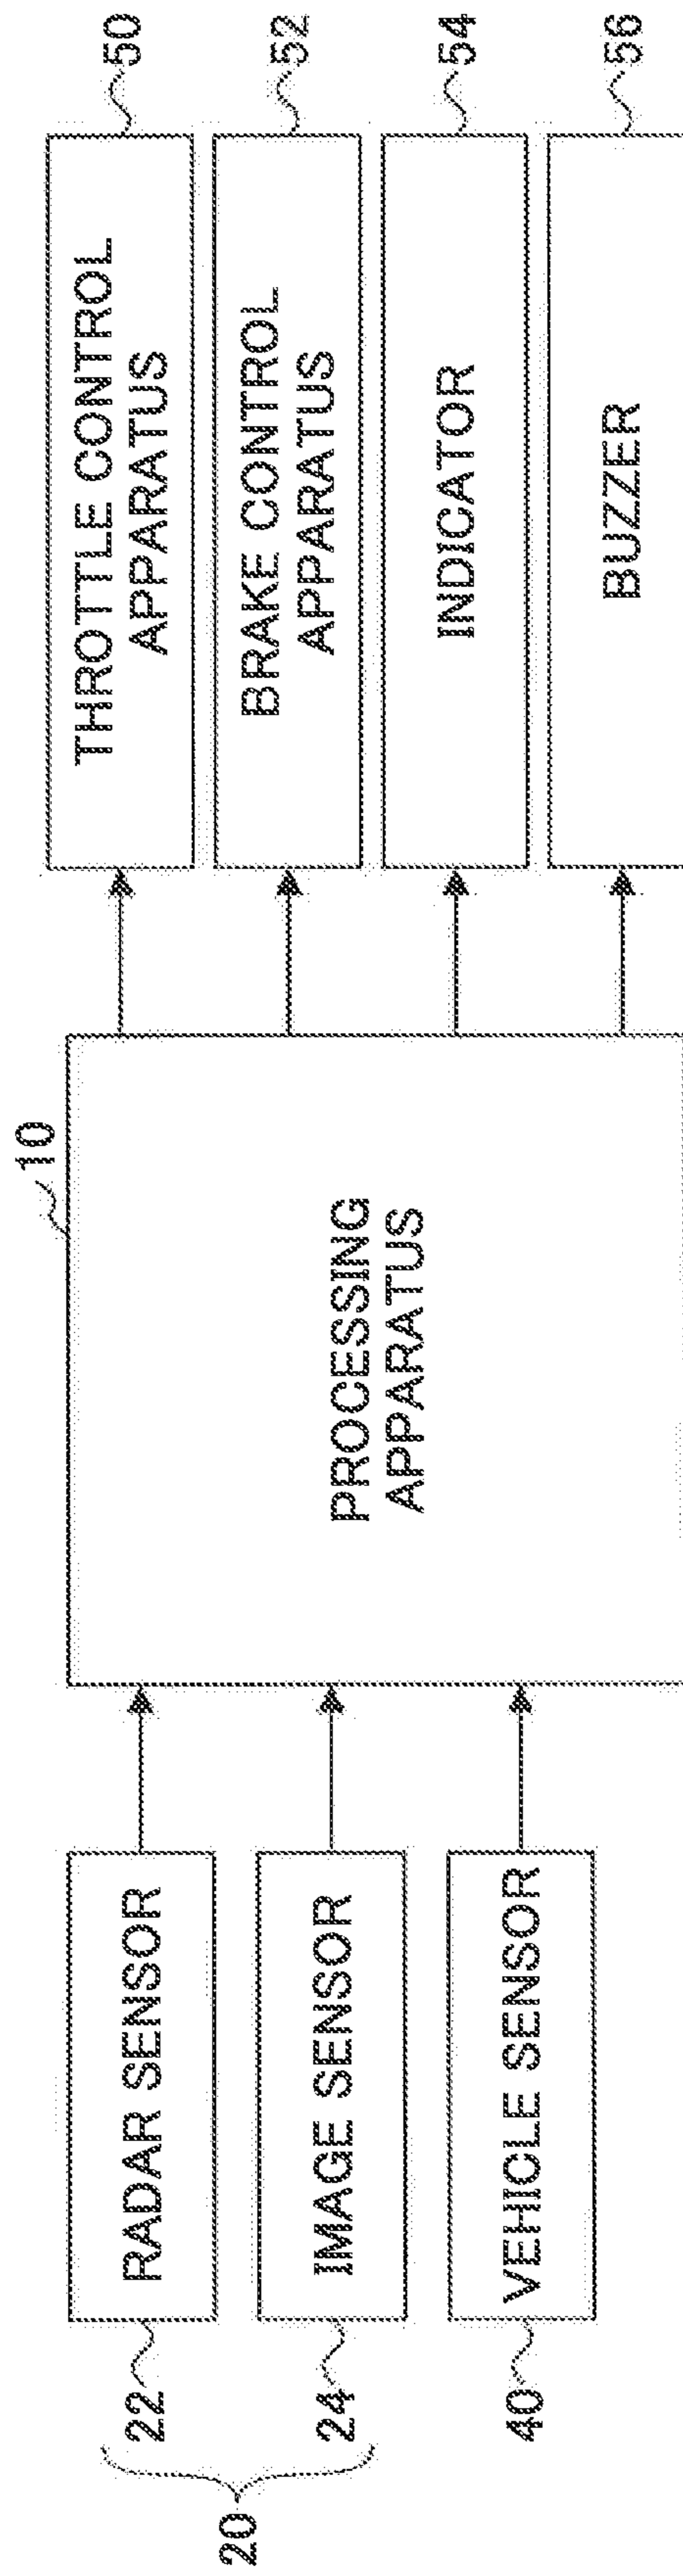 20
22
RADAR SENSOR
24
IMAGE SENSOR
40
VEHICLE SENSOR
10
PROCESSING
APPARATUS
THROTTLE CONTROL
APPARATUS
50
BRAKE CONTROL
APPARATUS
52
INDICATOR
54
BUZZER
56